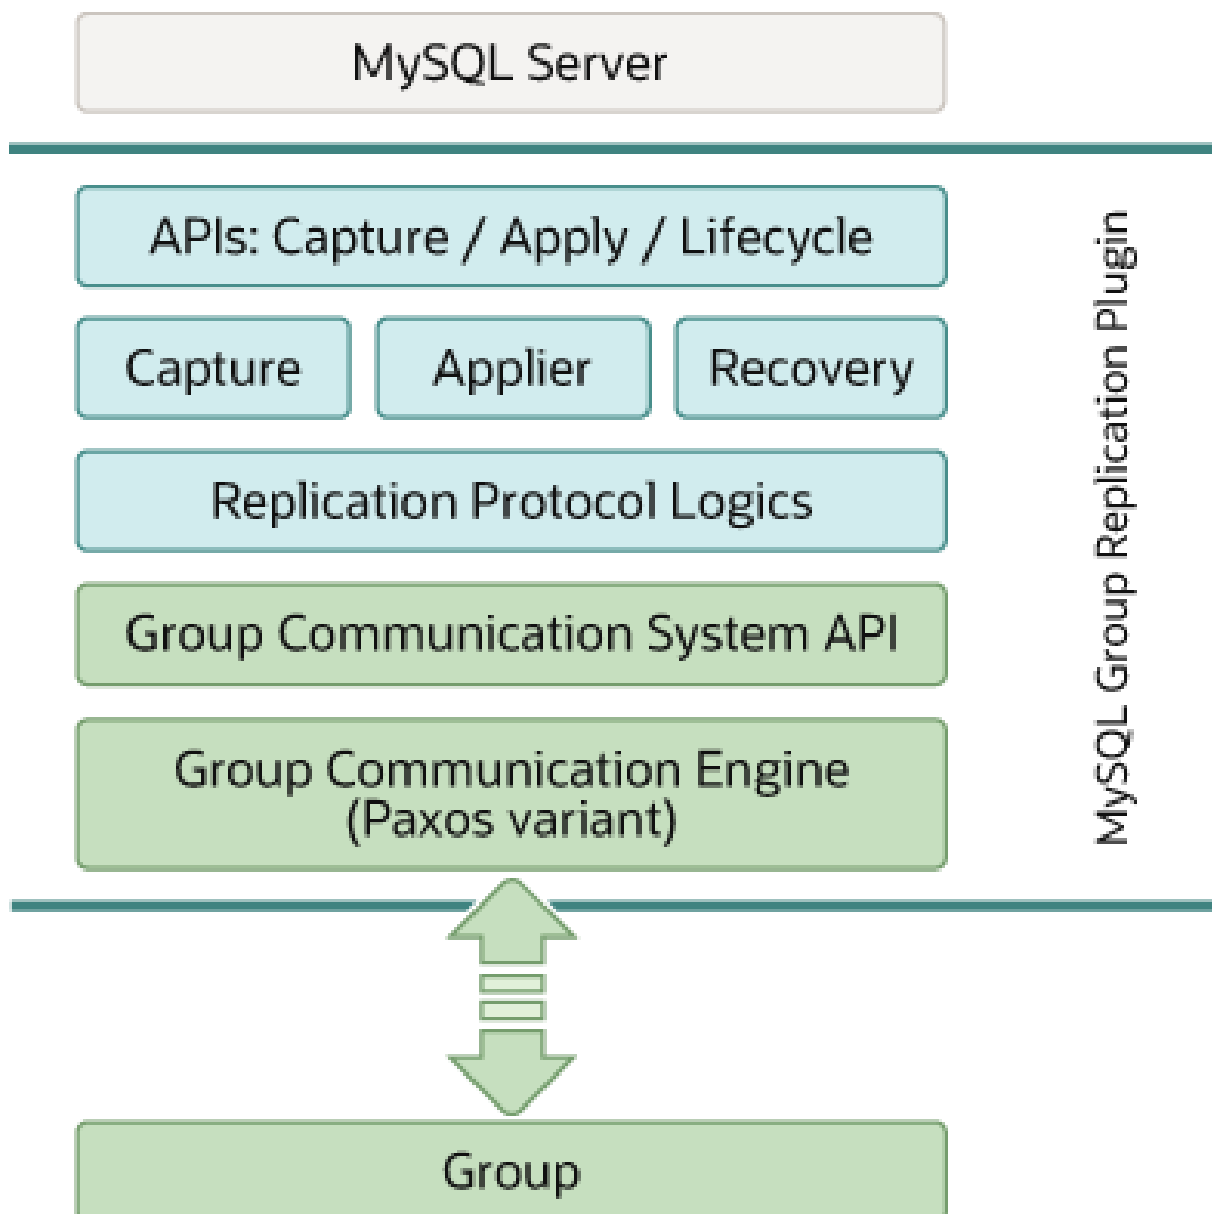 MySQL Server
APIs: Capture / Apply / Lifecycle
Capture
Applier
Recovery
Replication Protocol Logics
Group Communication System API
Group Communication Engine
(Paxos variant)
MySQL Group Replication Plugin
Group